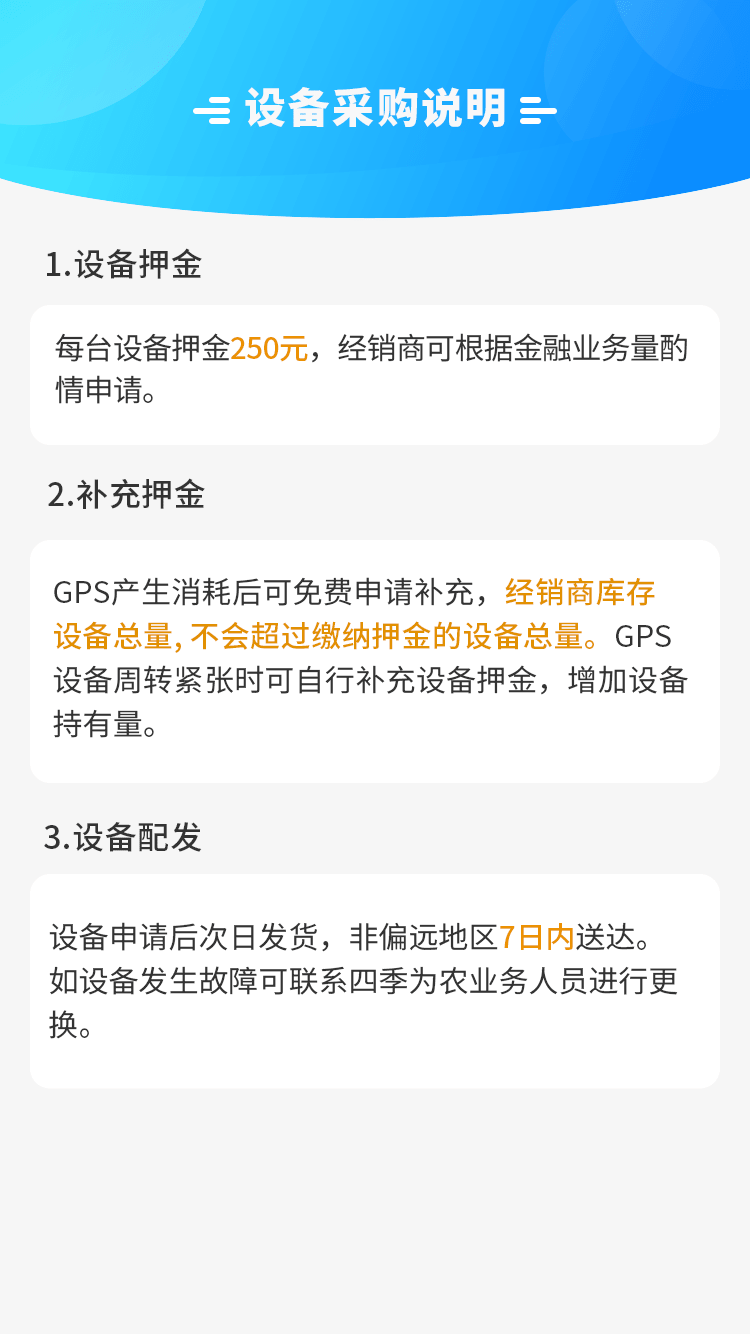 设备采购说明
1.设备押金
每台设备押金250元，经销商可根据金融业务量酌
情申请。
2.补充押金
GPS产生消耗后可免费申请补充，经销商库存
设备总量,不会超过缴纳押金的设备总量。GPS
设备周转紧张时可自行补充设备押金，增加设备
持有量。
3.设备配发
设备申请后次日发货，非偏远地区7日内送达。
如设备发生故障可联系四季为农业务人员进行更
换。